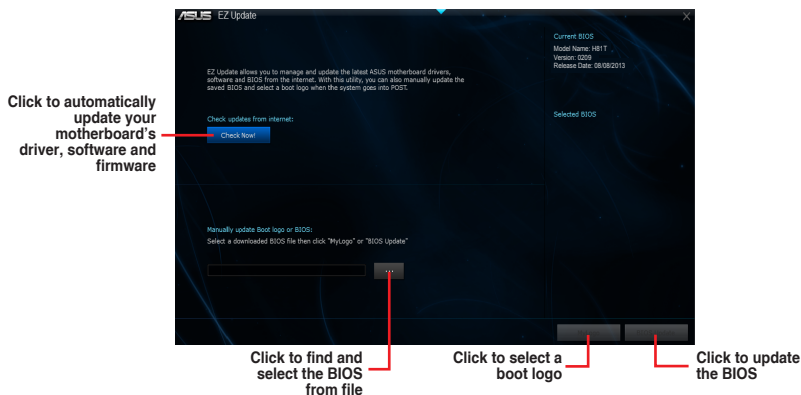 ASUS EZ Update
Current BIOS
Model Name: H81T
Version: 0209
Release Date: 08/08/2013
EZ Update allows you to manage and update the latest ASUS motherboard drivers,
software and BIOS from the internet. With this utility, you can also manually update the
saved BIOS and select a boot logo when the system goes into POST.
Click to automatically
update your
motherboard's
driver, software and
firmware
Check updates from internet:
Check Now!
Selected BIOS
Manually update Boot logo or BIOS:
Select a downloaded BIOS file then click "MyLogo" or "BIOS Update"
...
Click to find and
select the BIOS
from file
Click to select a
boot logo
Click to update
the BIOS